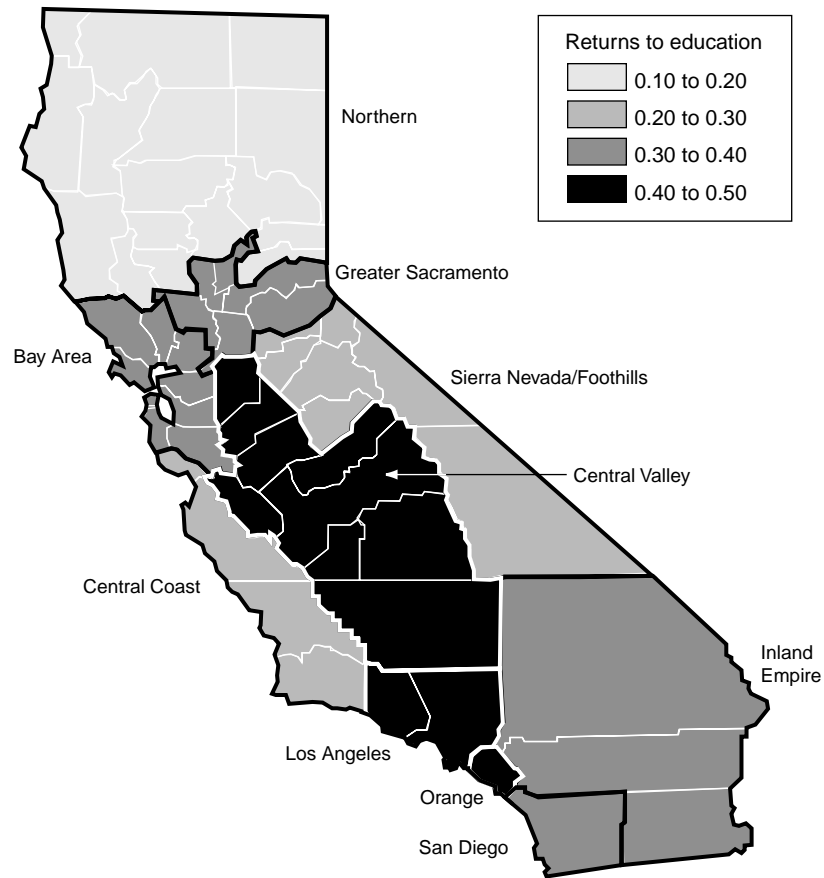 Returns to education
0.10 to 0.20
0.20 to 0.30
0.30 to 0.40
0.40 to 0.50
Northern
Greater Sacramento
Bay Area
Sierra Nevada/Foothills
Central Valley
Central Coast
Inland
Empire
Los Angeles
Orange
San Diego